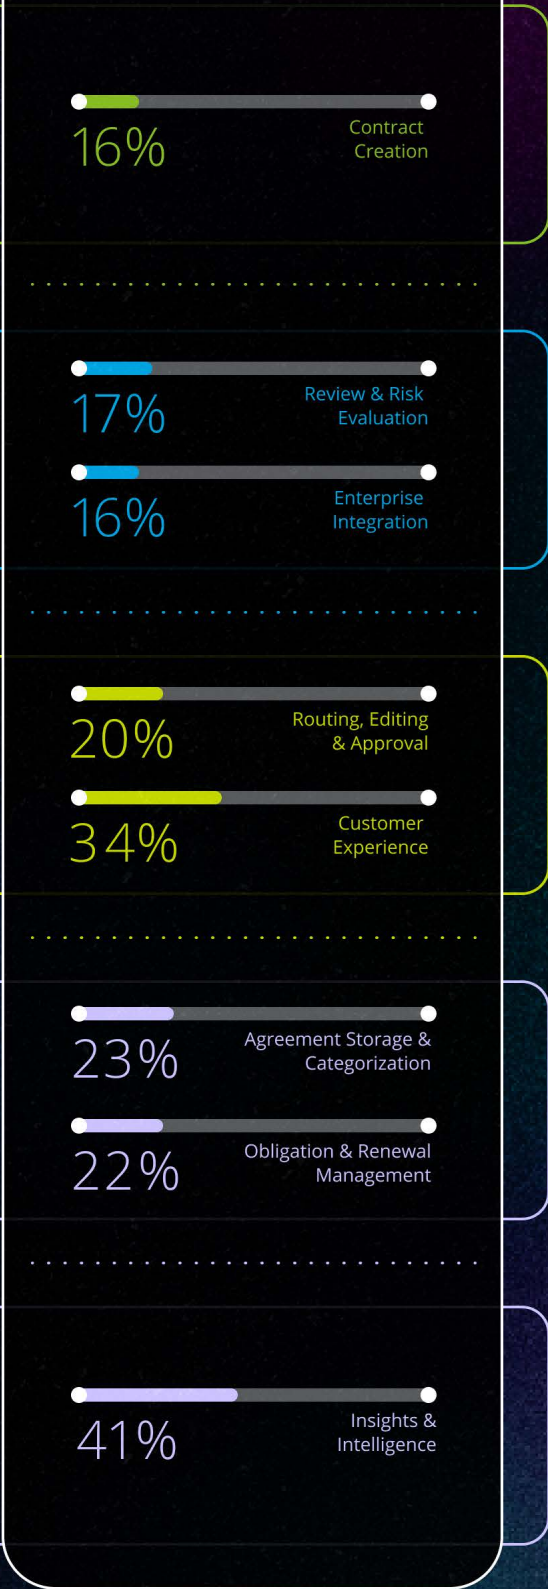 16%
Contract
Creation
17%
Review & Risk
Evaluation
16%
Enterprise
Integration
20%
Routing, Editing
& Approval
34%
Customer
Experience
23%
Agreement Storage &
Categorization
22%
Obligation & Renewal
Management
41%
Insights &
Intelligence